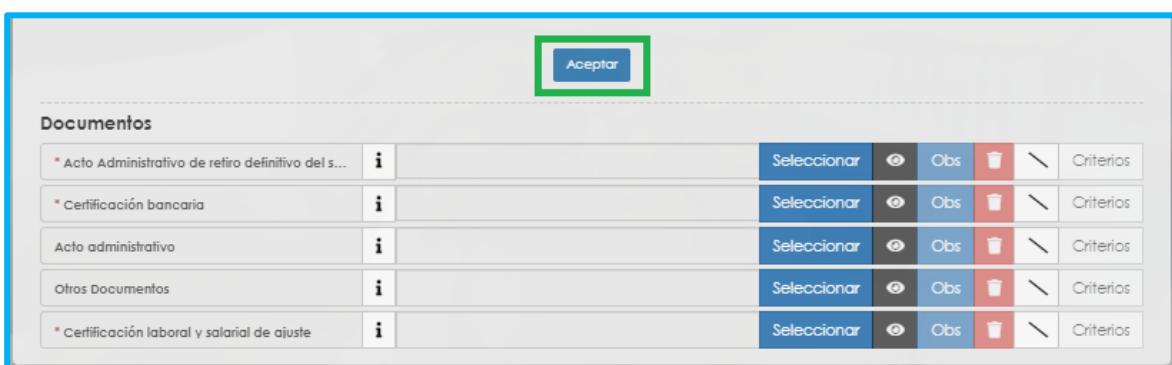 Aceptar
Documentos
* Acto Administrativo de retiro definitivo del s... i Seleccionar Obs Criterios
* Certificación bancaria i Seleccionar Obs Criterios
Acto administrativo i Seleccionar Obs Criterios
Otros Documentos i Seleccionar Obs Criterios
* Certificación laboral y salarial de ajuste i Seleccionar Obs Criterios